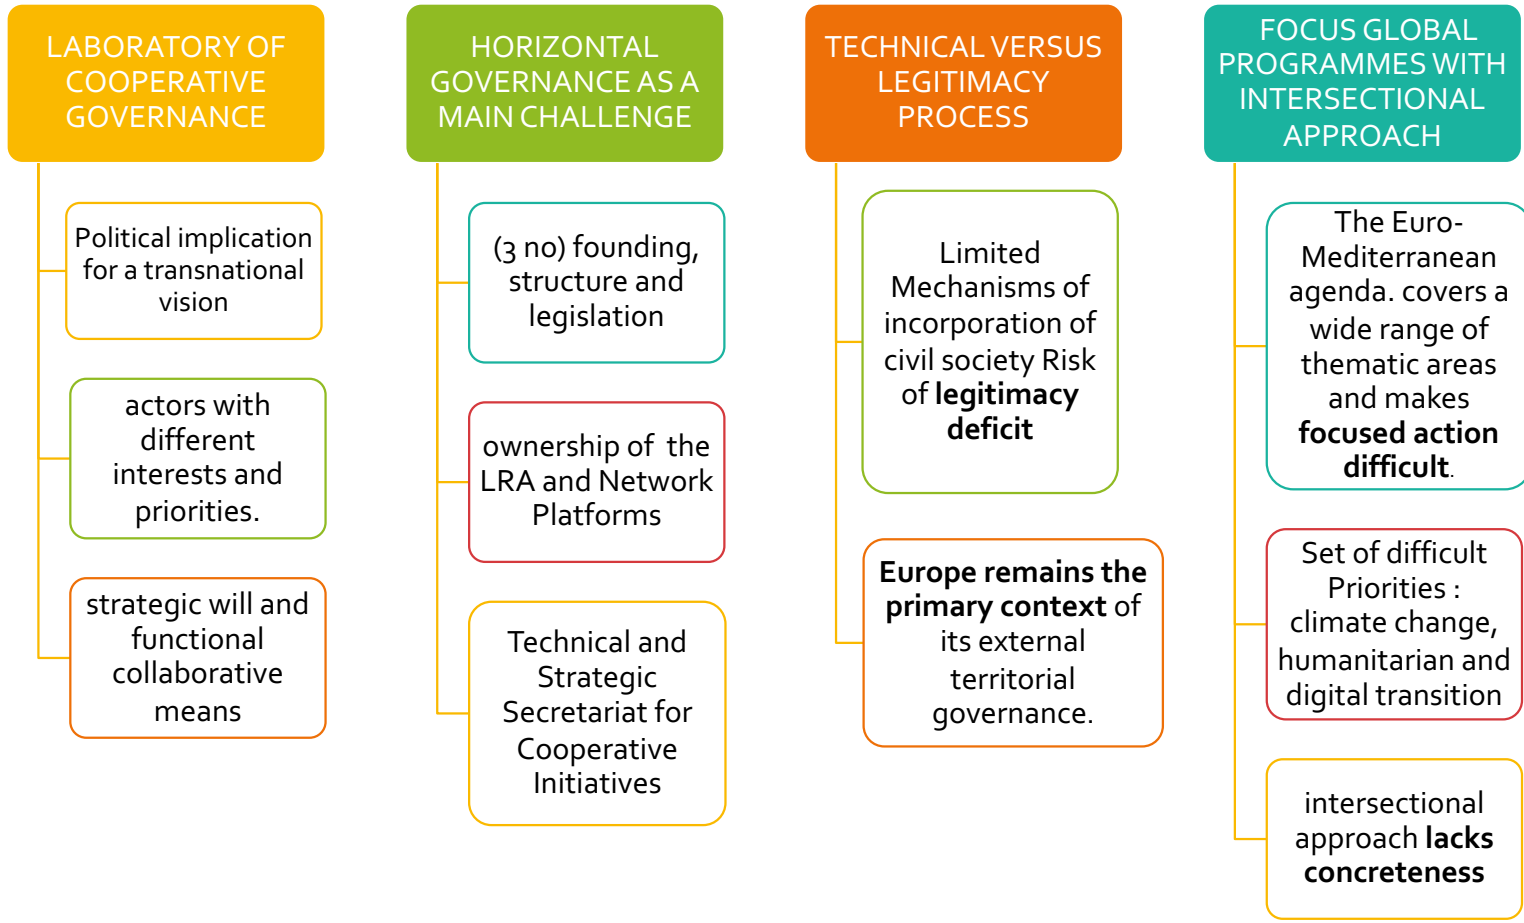 LABORATORY OF
COOPERATIVE
GOVERNANCE
Political implication
for a transnational
vision
actors with
different
interests and
priorities.
strategic will and
functional
collaborative
means
HORIZONTAL
GOVERNANCE AS A
MAIN CHALLENGE
(3 no) founding,
structure and
legislation
ownership of the
LRA and Network
Platforms
Technical and
Strategic
Secretariat for
Cooperative
Initiatives
TECHNICAL VERSUS
LEGITIMACY
PROCESS
Limited
Mechanisms of
incorporation of
civil society Risk
of legitimacy
deficit
Europe remains the
primary context of
its external
territorial
governance.
FOCUS GLOBAL
PROGRAMMES WITH
INTERSECTIONAL
APPROACH
The Euro-
Mediterranean
agenda. covers a
wide range of
thematic areas
and makes
focused action
difficult.
Set of difficult
Priorities :
climate change,
humanitarian and
digital transition
intersectional
approach lacks
concreteness